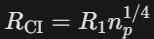 R_CI = R_1 n_p^{1/4}